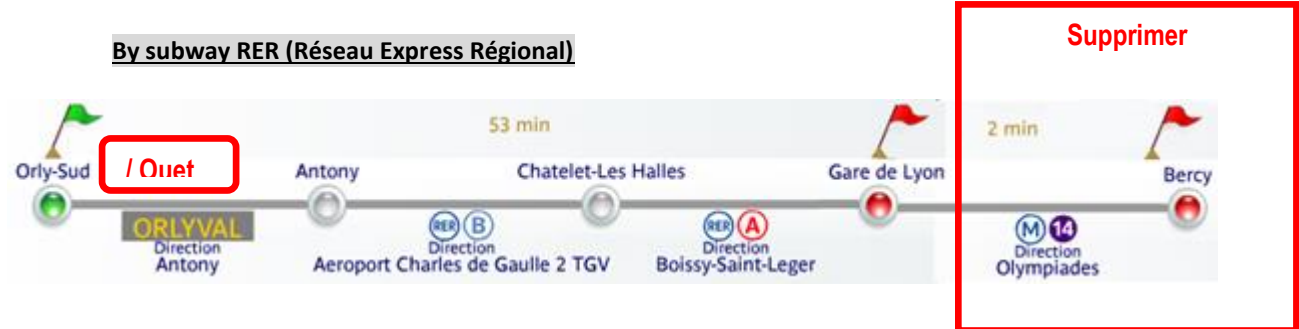 Supprimer
By subway RER (Réseau Express Régional)
53 min
2 min
Orly-Sud / Ouet Antony Chatelet-Les Halles Gare de Lyon Bercy
ORLYVAL RER B RER A M 14
Direction Direction Direction Direction
Antony Aeroport Charles de Gaulle 2 TGV Boissy-Saint-Leger Olympiades